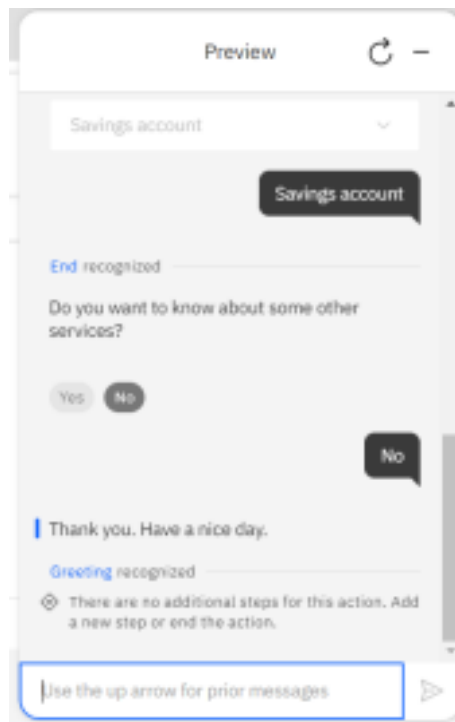 Preview
Savings account
Savings account
End recognized
Do you want to know about some other
services?
Yes No
No
Thank you. Have a nice day.
Greeting recognized
There are no additional steps for this action. Add
a new step or end the action.
Use the up arrow for prior messages